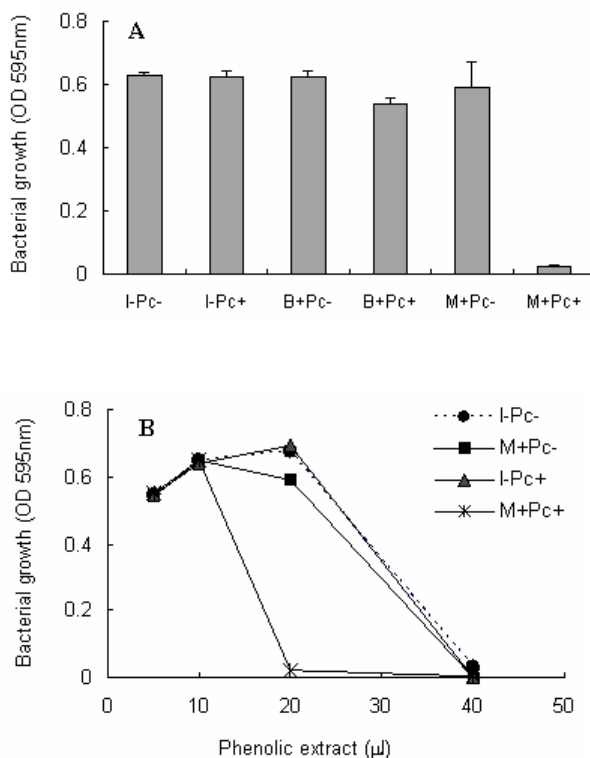 A
Bacterial growth (OD 595nm)
0.8
0.6
0.4
0.2
0
I-Pc- I-Pc+ B+Pc- B+Pc+ M+Pc- M+Pc+
B
Bacterial growth (OD 595nm)
0.8
0.6
0.4
0.2
0
I-Pc-
M+Pc-
I-Pc+
M+Pc+
0 10 20 30 40 50
Phenolic extract (µl)